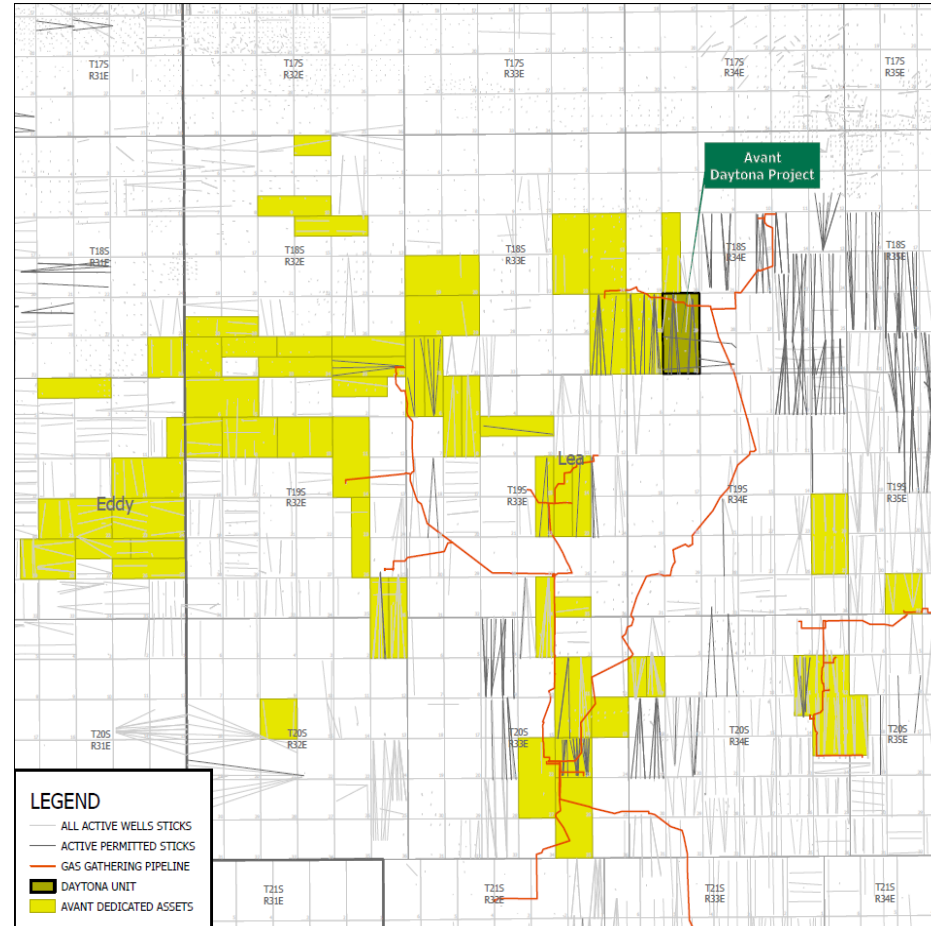 T17S
R31E
T17S
R32E
T17S
R33E
T17S
R34E
T17S
R35E
Avant
Daytona Project
T18S
R31E
T18S
R32E
T18S
R33E
T18S
R34E
T18S
R35E
Lea
Eddy
T19S
R32E
T19S
R33E
T19S
R34E
T19S
R35E
T20S
R31E
T20S
R32E
T20S
R33E
T20S
R34E
T20S
R35E
LEGEND
ALL ACTIVE WELLS STICKS
ACTIVE PERMITTED STICKS
GAS GATHERING PIPELINE
DAYTONA UNIT
AVANT DEDICATED ASSETS
T21S
R31E
T21S
R32E
T21S
R33E
T21S
R34E